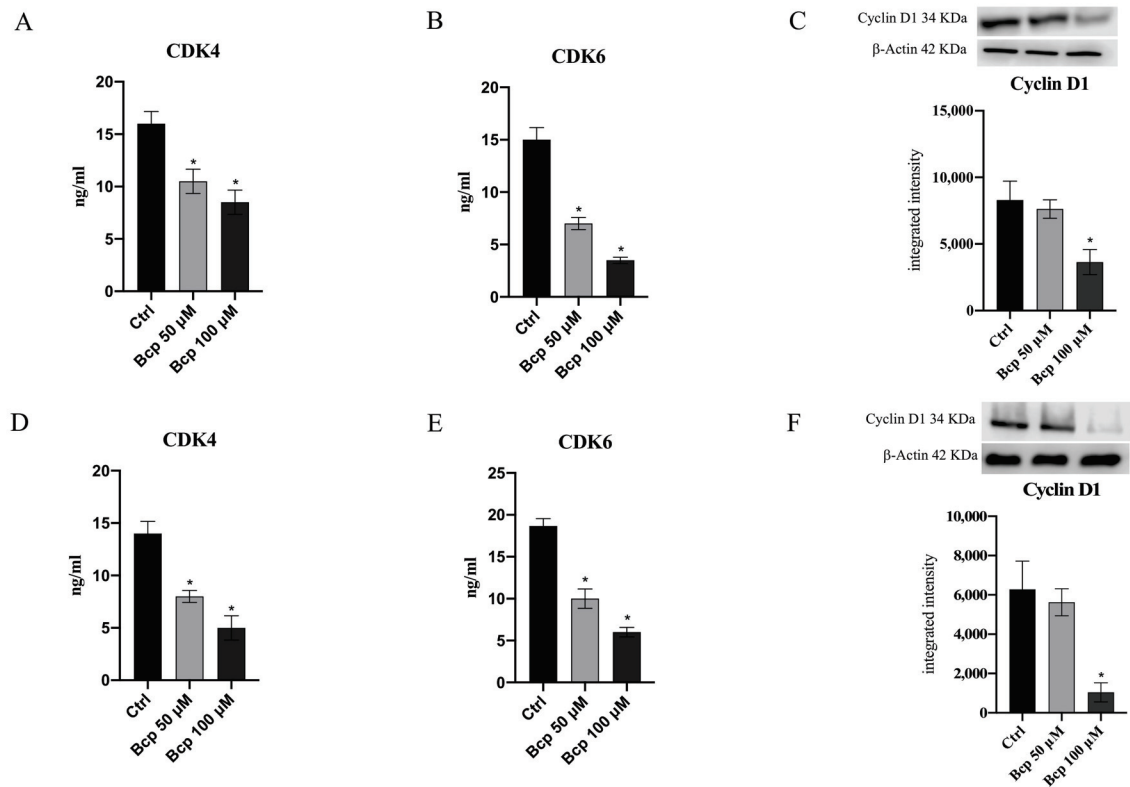 A
CDK4
20
15
10
5
0
ng/ml
*
*
Ctrl
Bcp 50 µM
Bcp 100 µM
B
CDK6
20
15
10
5
0
ng/ml
*
*
Ctrl
Bcp 50 µM
Bcp 100 µM
C
Cyclin D1 34 KDa
β-Actin 42 KDa
Cyclin D1
15,000
10,000
5,000
0
integrated intensity
*
Ctrl
Bcp 50 µM
Bcp 100 µM
D
CDK4
20
15
10
5
0
ng/ml
*
*
Ctrl
Bcp 50 µM
Bcp 100 µM
E
CDK6
25
20
15
10
5
0
ng/ml
*
*
Ctrl
Bcp 50 µM
Bcp 100 µM
F
Cyclin D1 34 KDa
β-Actin 42 KDa
Cyclin D1
10,000
8,000
6,000
4,000
2,000
0
integrated intensity
*
Ctrl
Bcp 50 µM
Bcp 100 µM